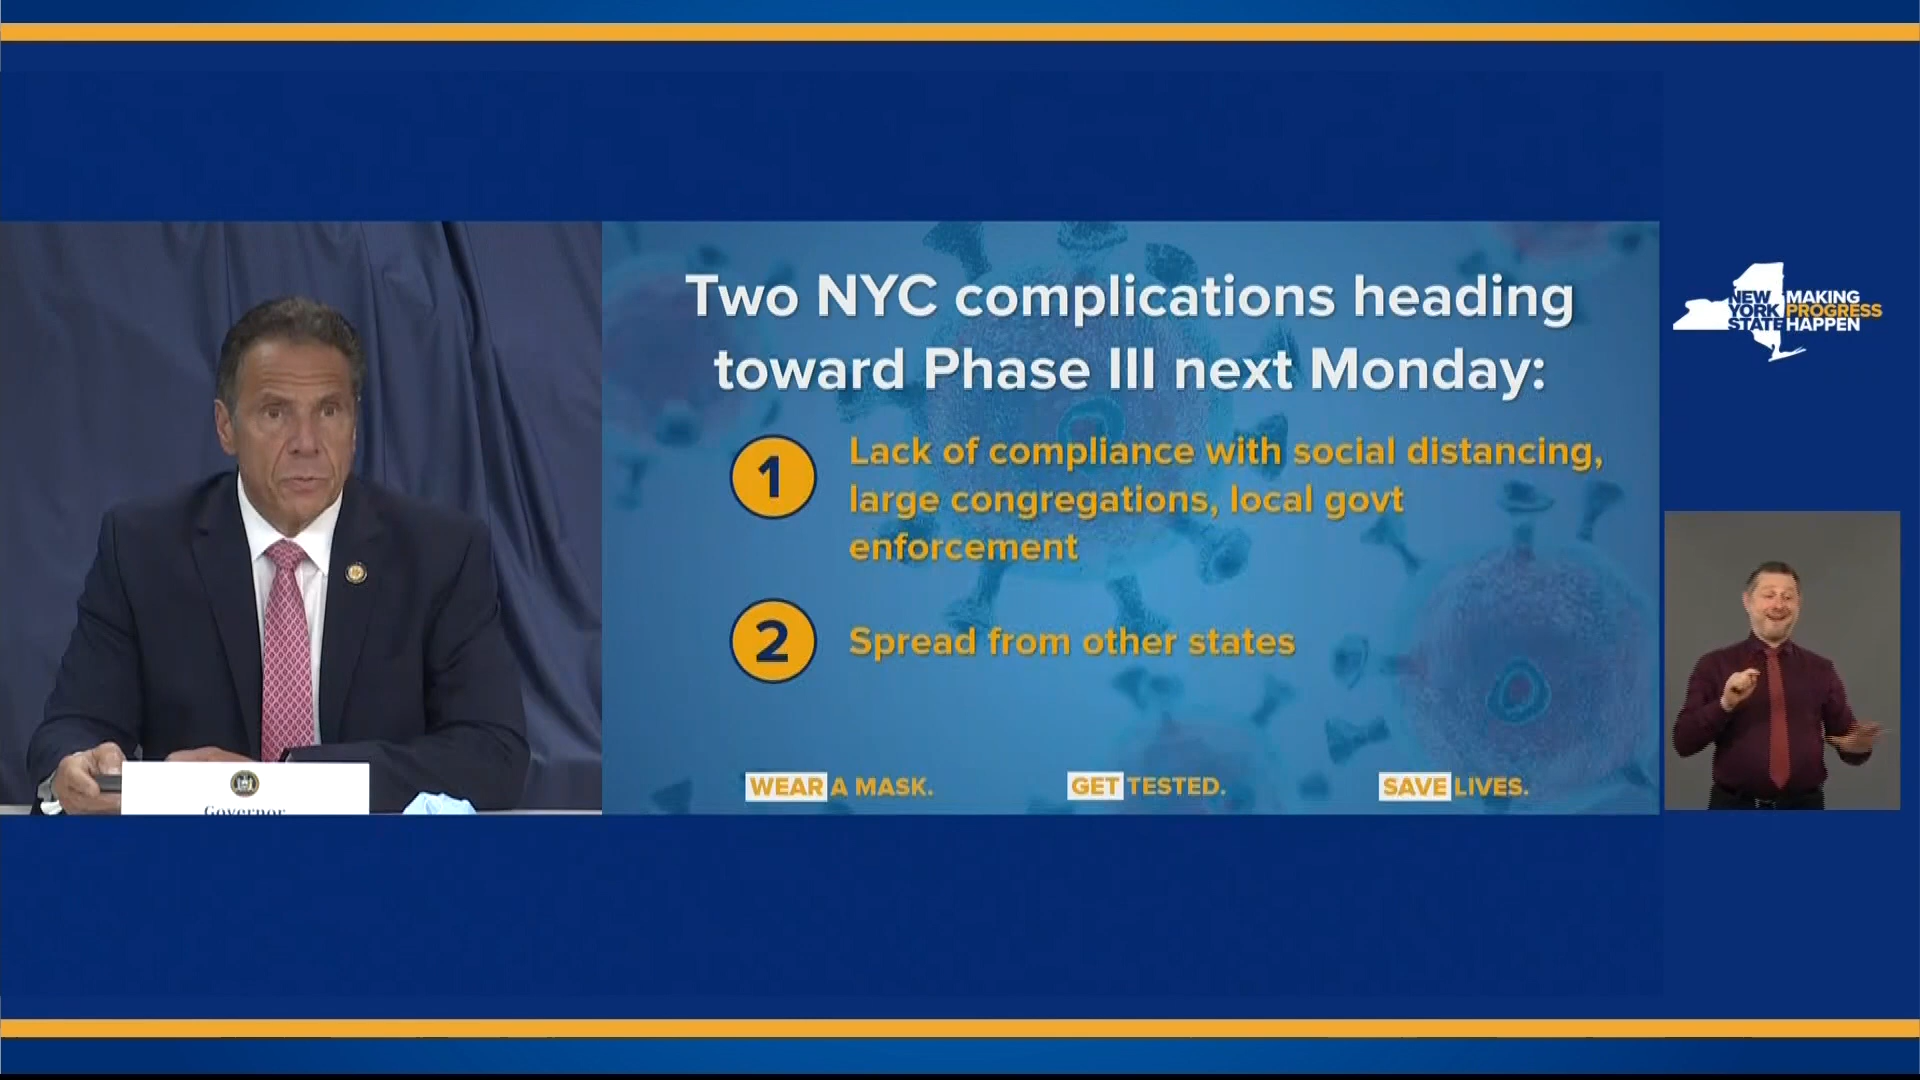 Two NYC complications heading
toward Phase III next Monday:
1
Lack of compliance with social distancing,
large congregations, local govt
enforcement
2
Spread from other states
WEAR A MASK.
GET TESTED.
SAVE LIVES.
Governor
NEW
YORK
STATE
MAKING
PROGRESS
HAPPEN